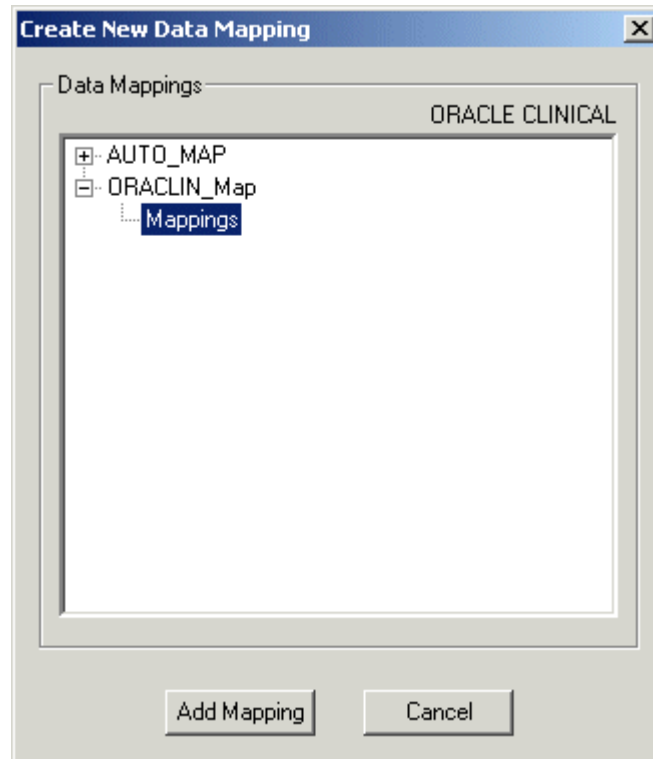 Create New Data Mapping
Data Mappings
ORACLE CLINICAL
AUTO_MAP
ORACLIN_Map
Mappings
Add Mapping Cancel